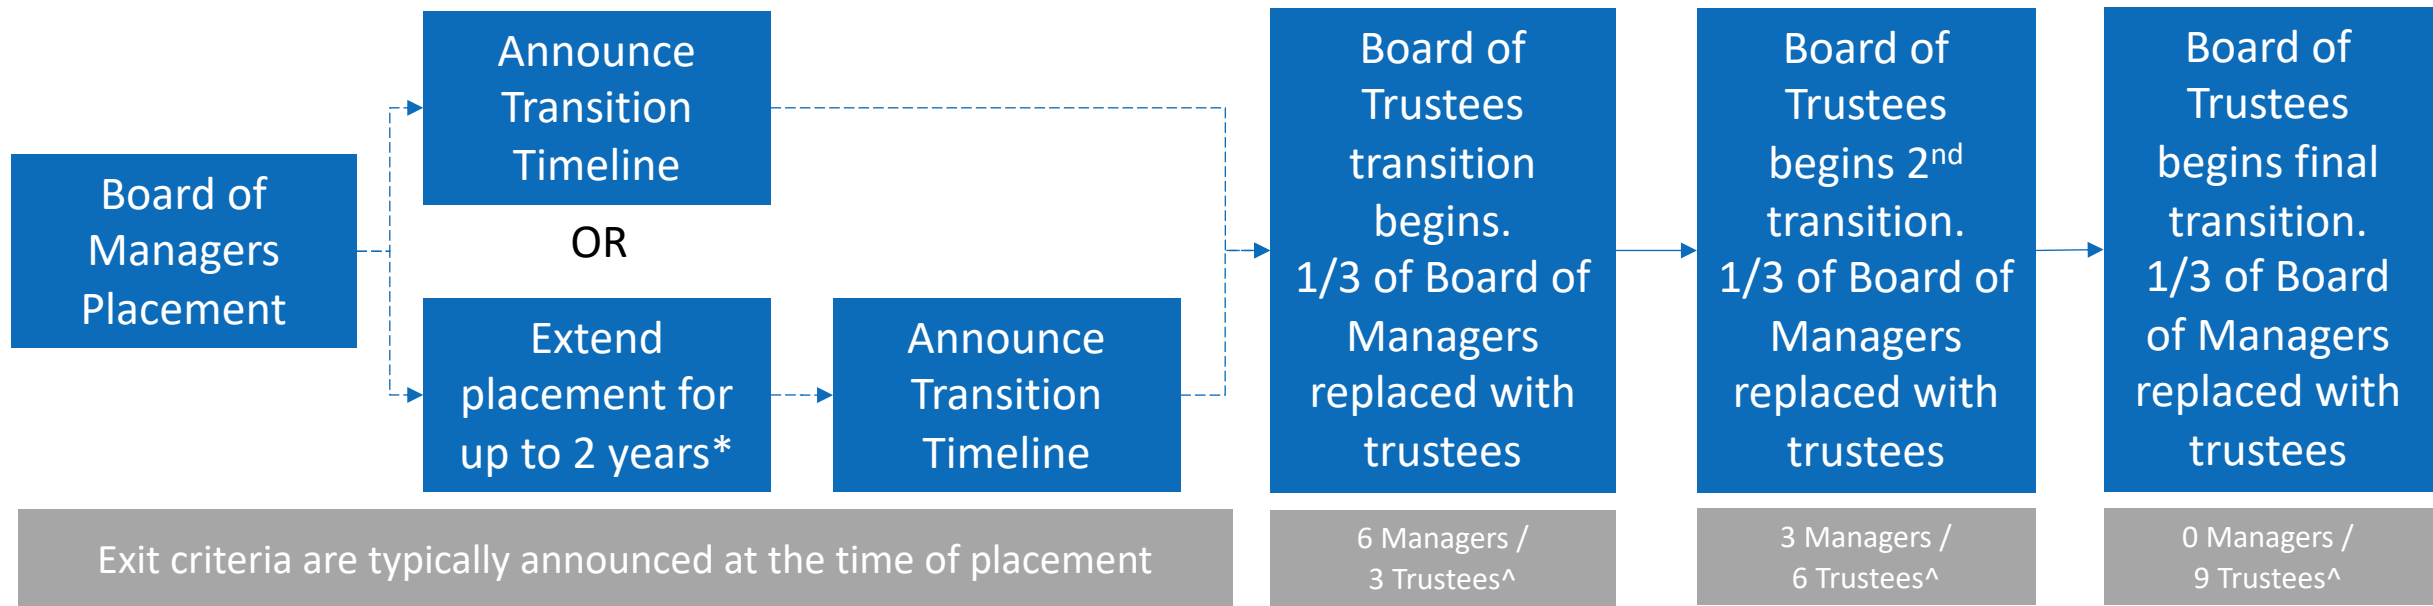 Board of
Managers
Placement
Announce
Transition
Timeline
OR
Extend
placement for
up to 2 years*
Announce
Transition
Timeline
Board of
Trustees
transition
begins.
1/3 of Board of
Managers
replaced with
trustees
Board of
Trustees
begins 2nd
transition.
1/3 of Board of
Managers
replaced with
trustees
Board of
Trustees
begins final
transition.
1/3 of Board
of Managers
replaced with
trustees
Exit criteria are typically announced at the time of placement
6 Managers /
3 Trustees^
3 Managers /
6 Trustees^
0 Managers /
9 Trustees^